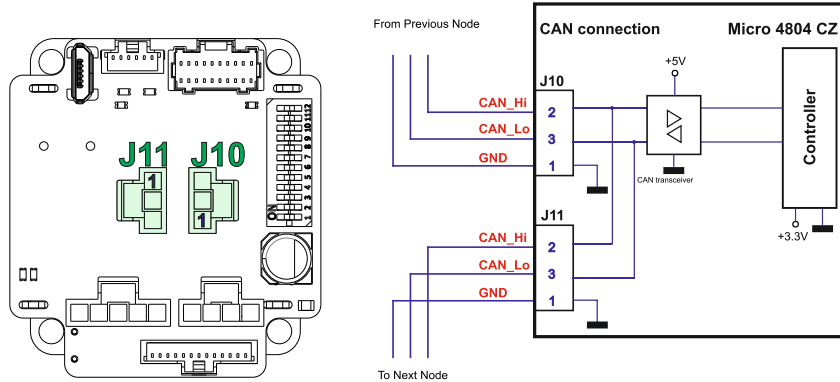 J11
J10
1
1
12
11
10
9
8
7
6
5
4
3
2
1
ON
From Previous Node
CAN connection
Micro 4804 CZ
+5V
J10
CAN_Hi
2
CAN_Lo
3
GND
1
CAN transceiver
Controller
+3.3V
J11
CAN_Hi
2
CAN_Lo
3
GND
1
To Next Node